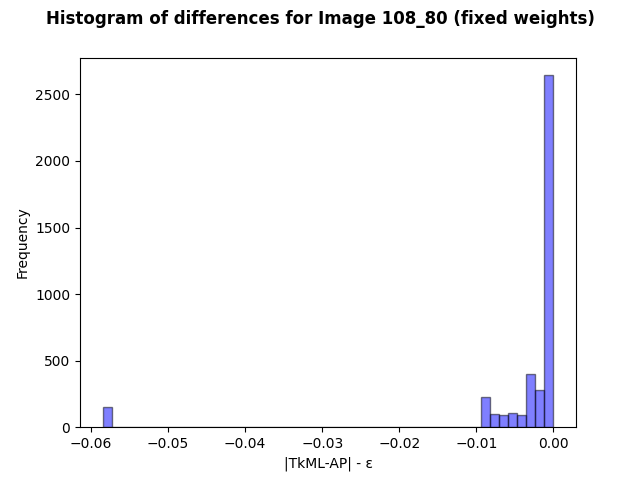 Histogram of differences for Image 108_80 (fixed weights)
2500
2000
1500
1000
500
0
Frequency
−0.06 −0.05 −0.04 −0.03 −0.02 −0.01 0.00
|TkML-AP| - ε